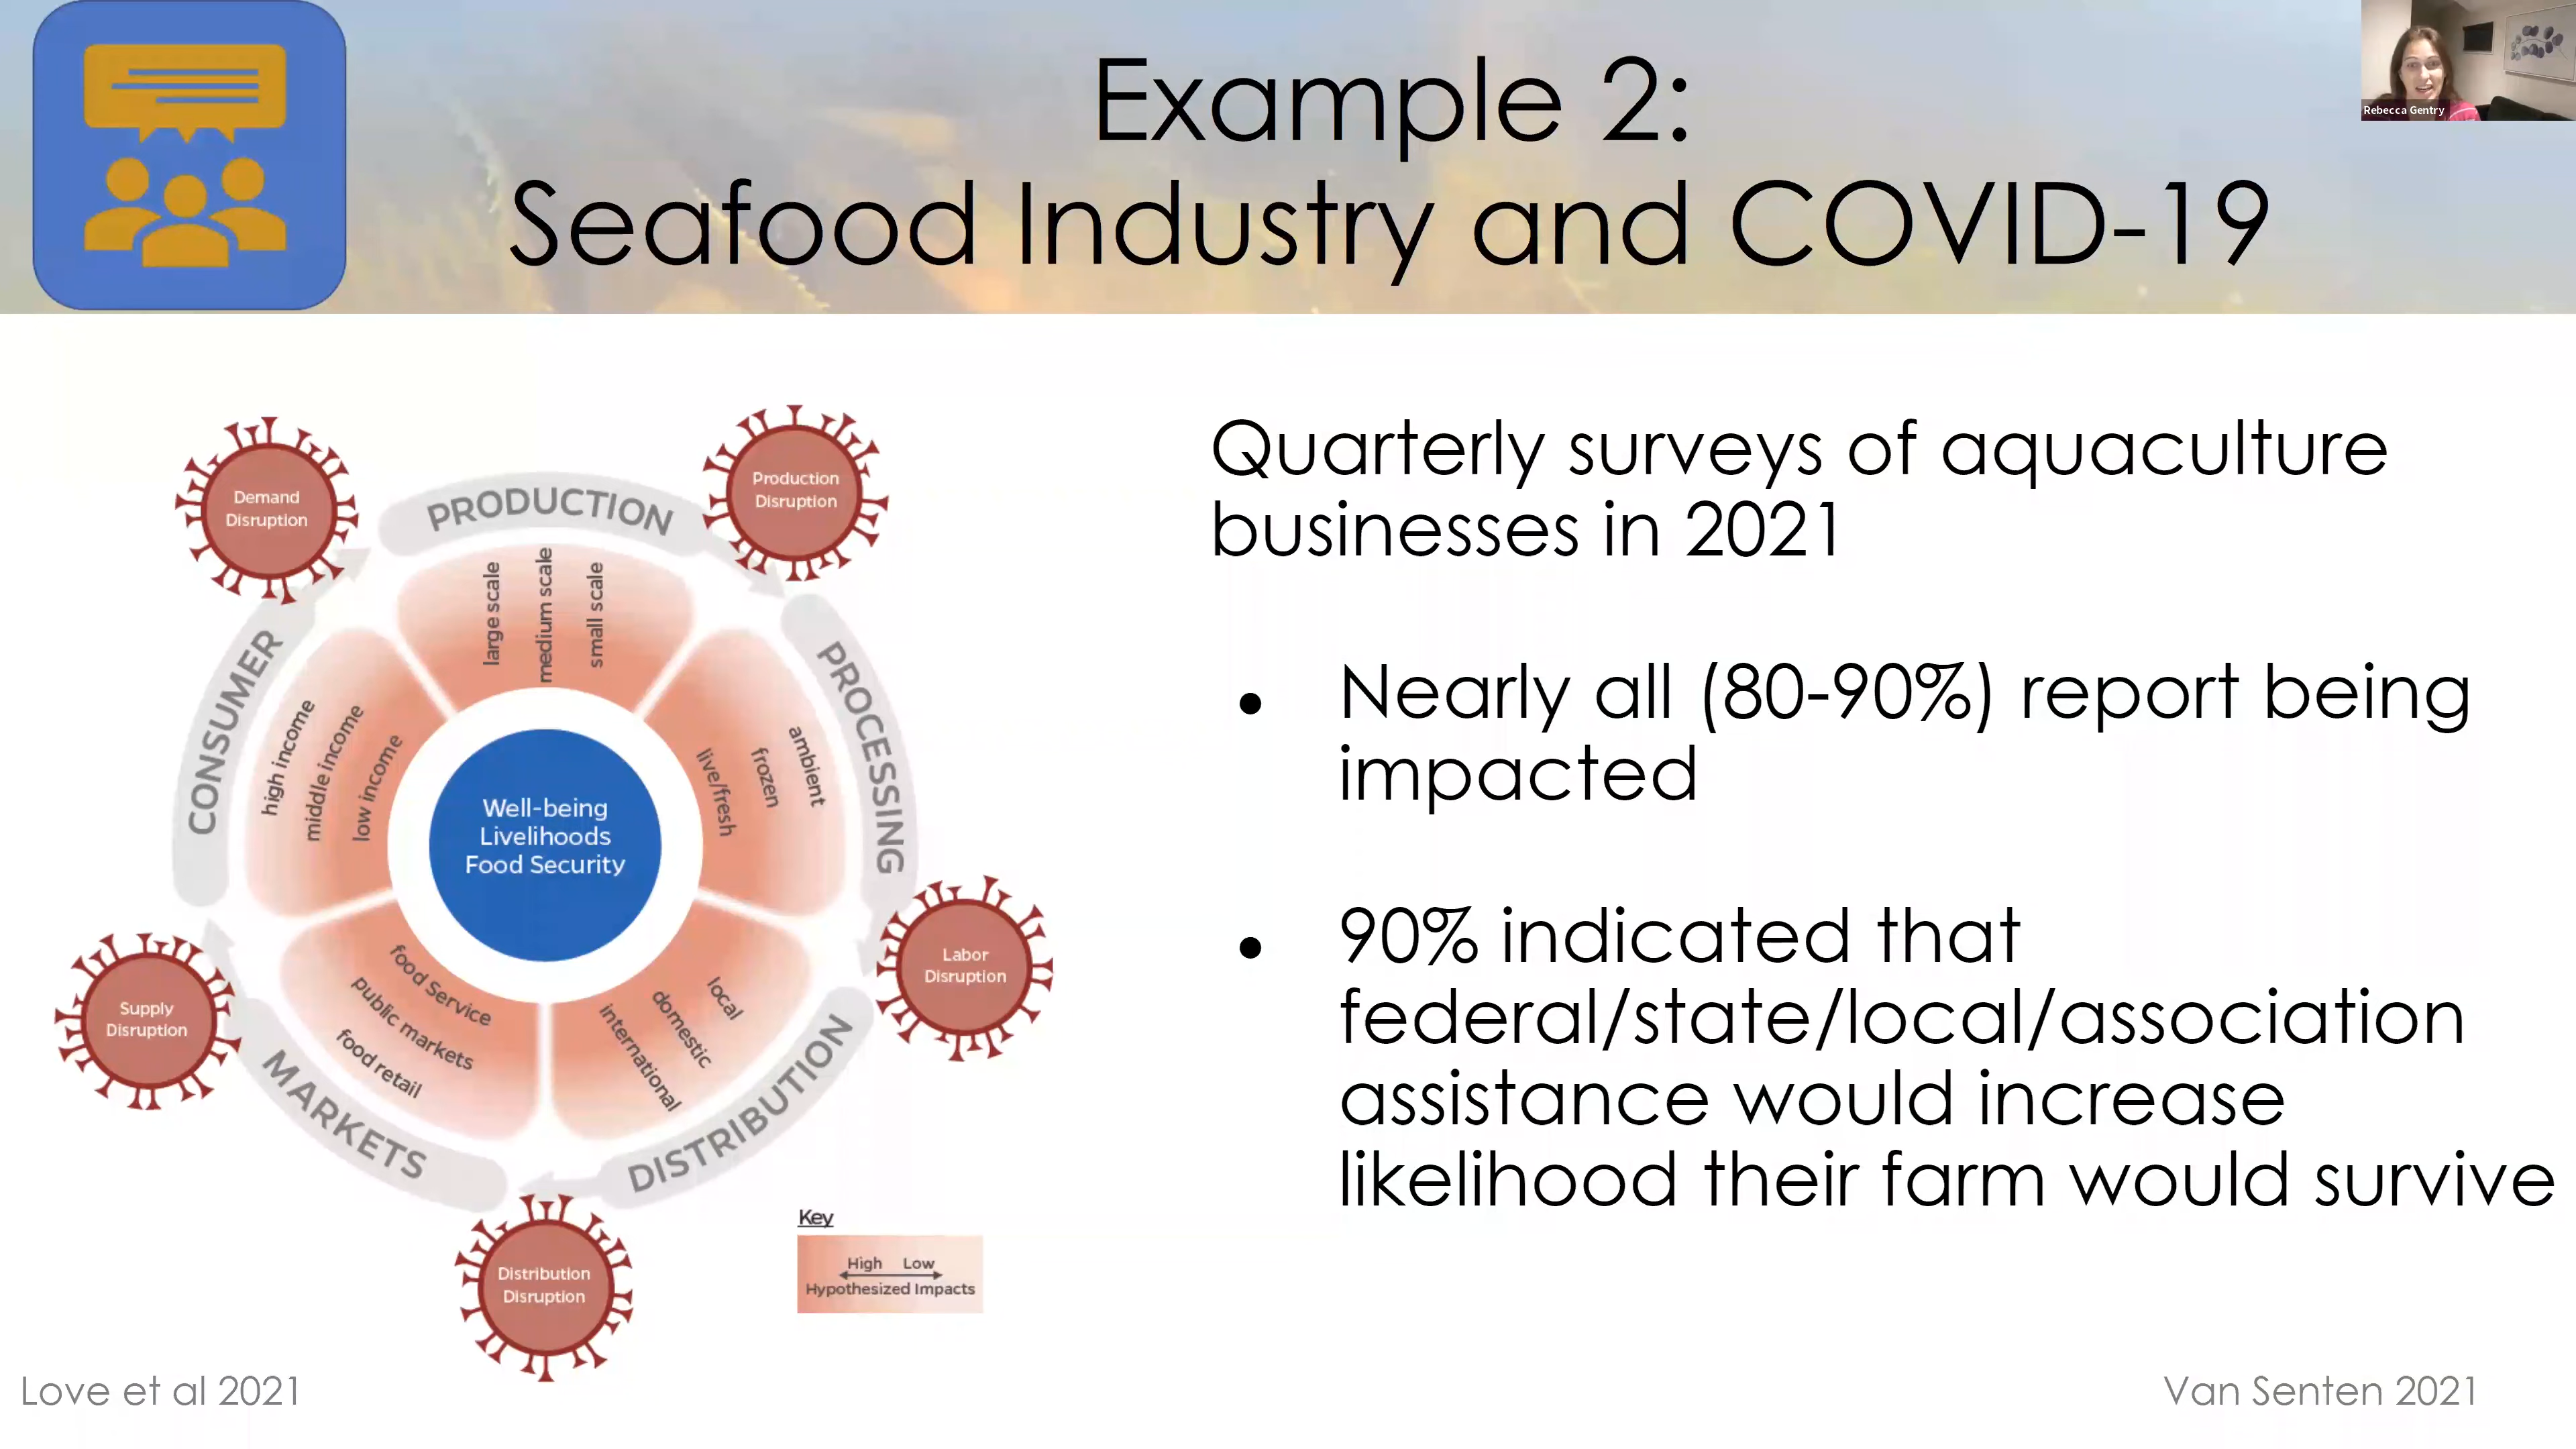 Example 2:
Seafood Industry and COVID-19
Rebecca Gentry
Demand
Disruption
Production
Disruption
PRODUCTION
large scale
medium scale
small scale
CONSUMER
high income
middle income
low income
PROCESSING
live/fresh
frozen
ambient
Well-being
Livelihoods
Food Security
Labor
Disruption
Supply
Disruption
MARKETS
food Service
public markets
food retail
DISTRIBUTION
local
domestic
international
Distribution
Disruption
Key
High Low
Hypothesized Impacts
Quarterly surveys of aquaculture
businesses in 2021
• Nearly all (80-90%) report being
impacted
• 90% indicated that
federal/state/local/association
assistance would increase
likelihood their farm would survive
Love et al 2021
Van Senten 2021